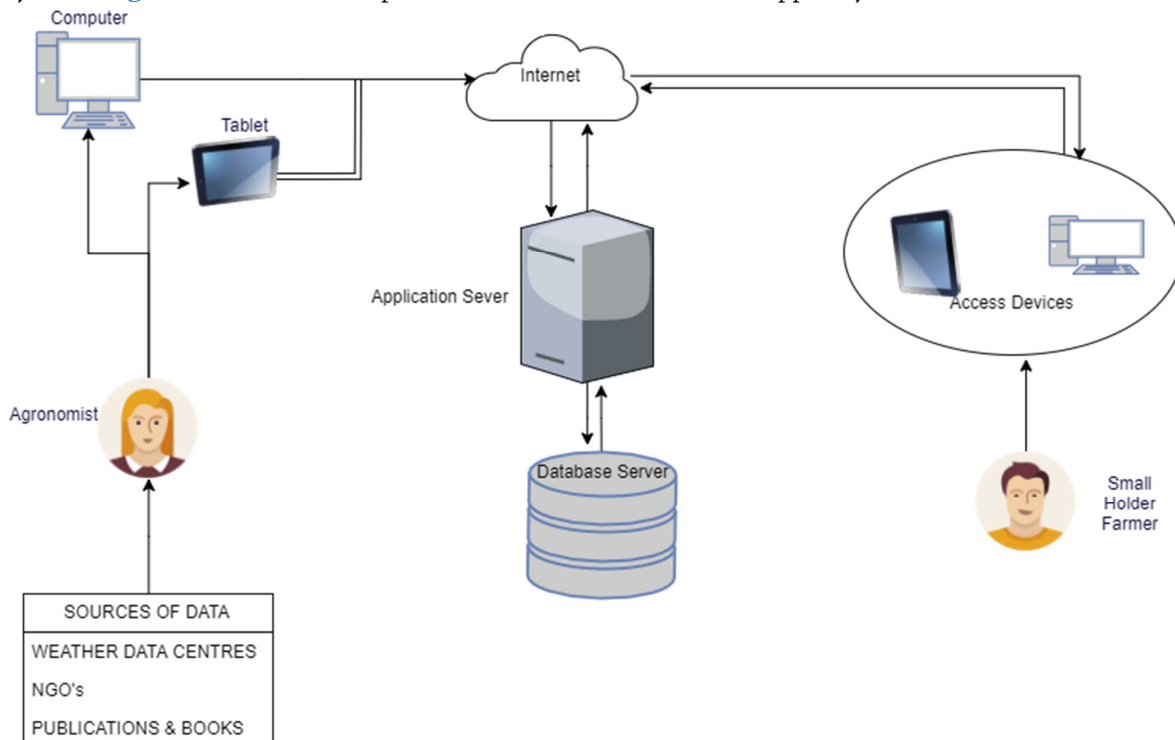 Computer
Internet
Tablet
Application Sever
Access Devices
Agronomist
Database Server
Small
Holder
Farmer
SOURCES OF DATA
WEATHER DATA CENTRES
NGO's
PUBLICATIONS & BOOKS